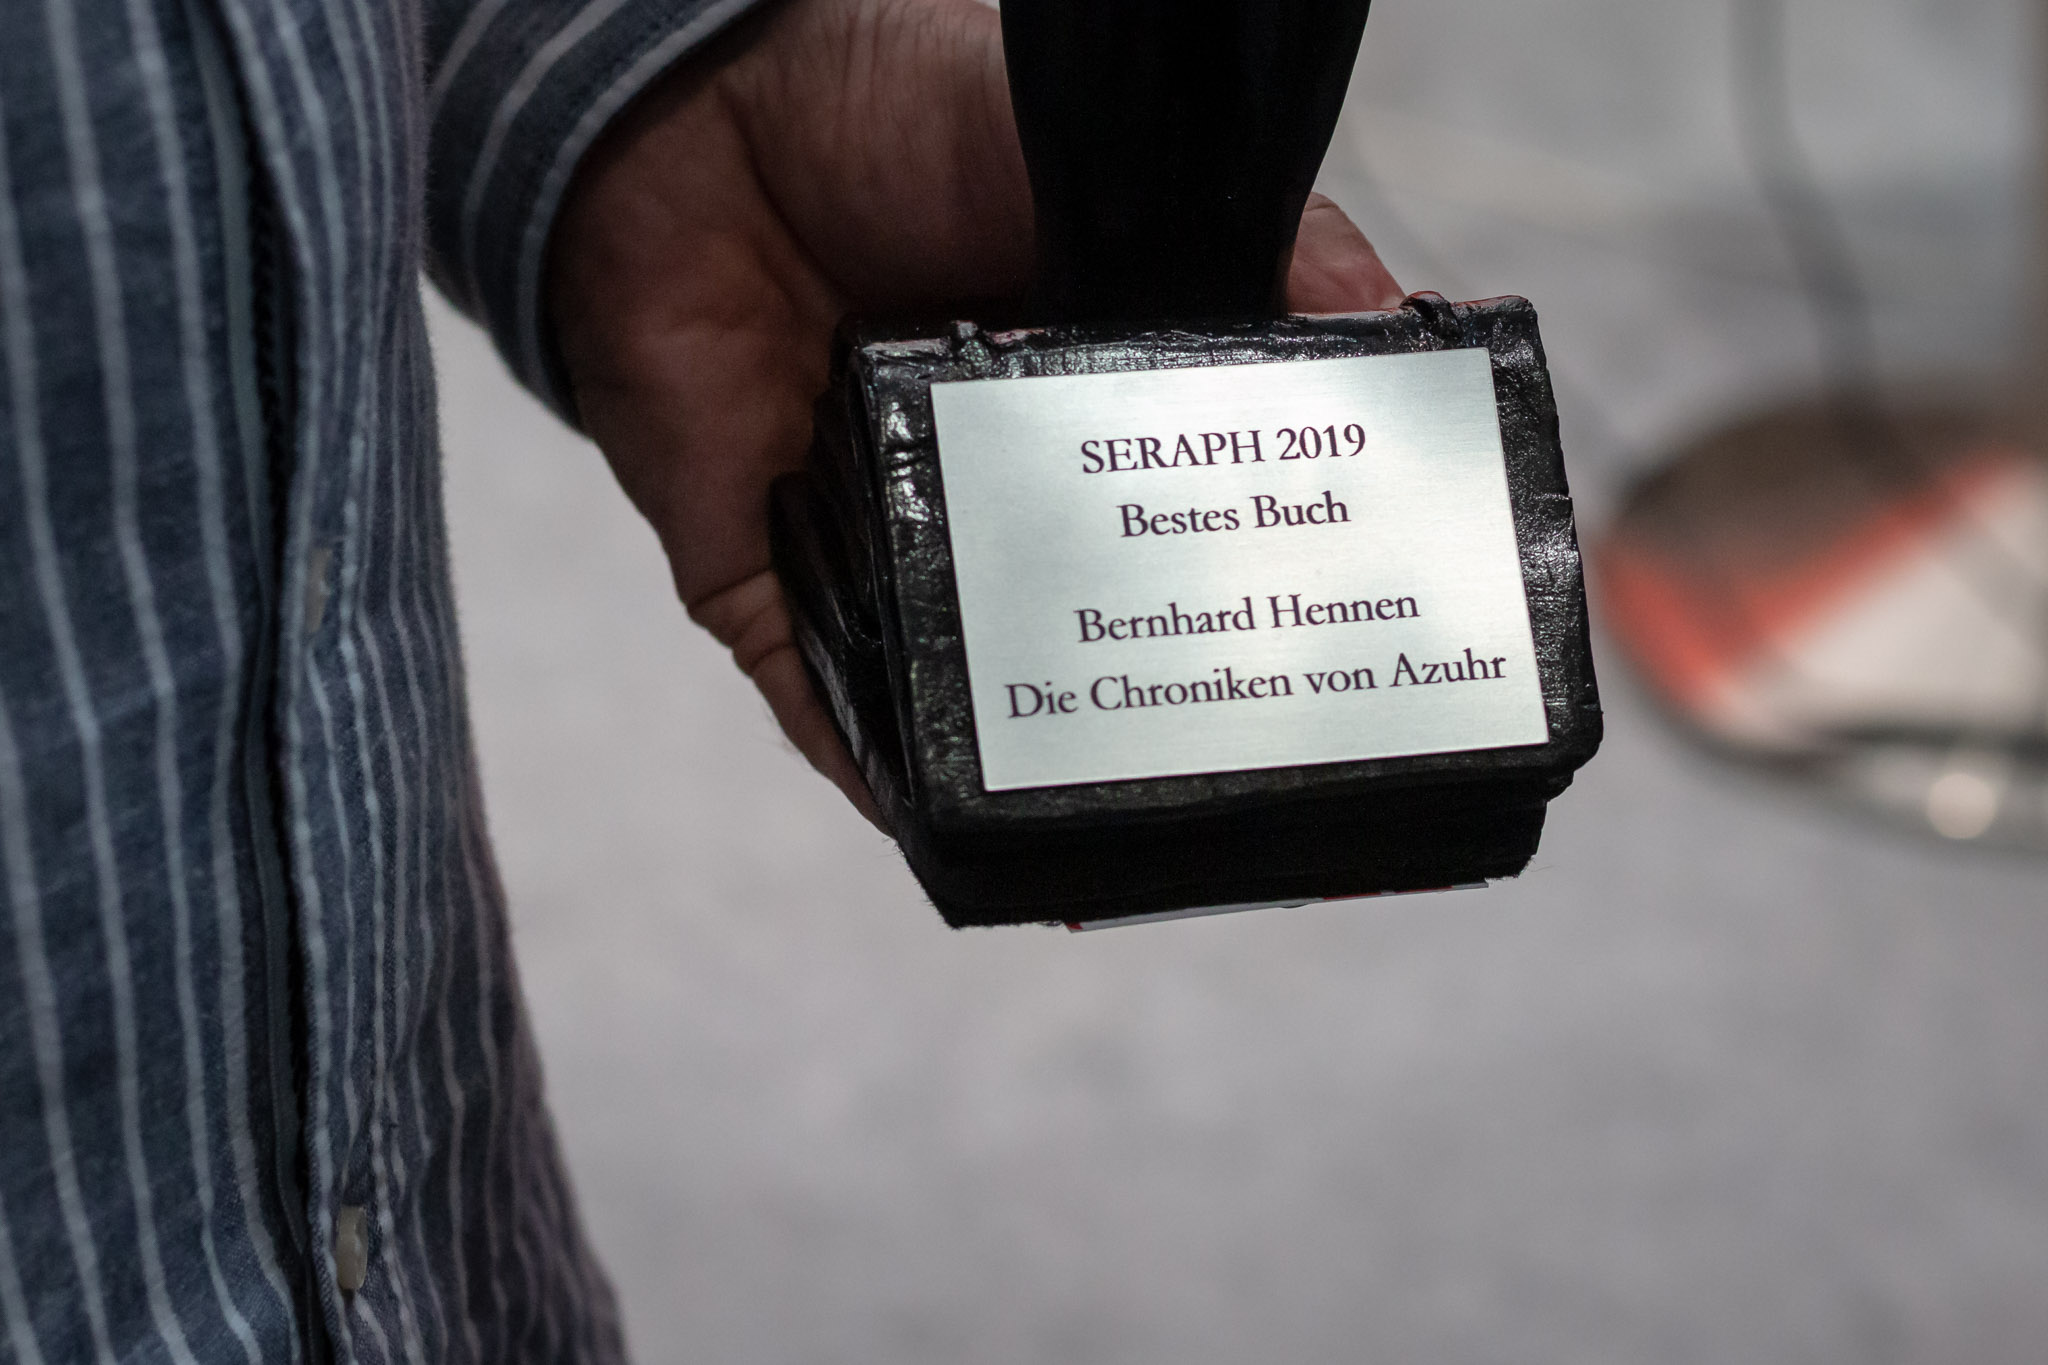 SERAPH 2019
Bestes Buch
Bernhard Hennen
Die Chroniken von Azuhr